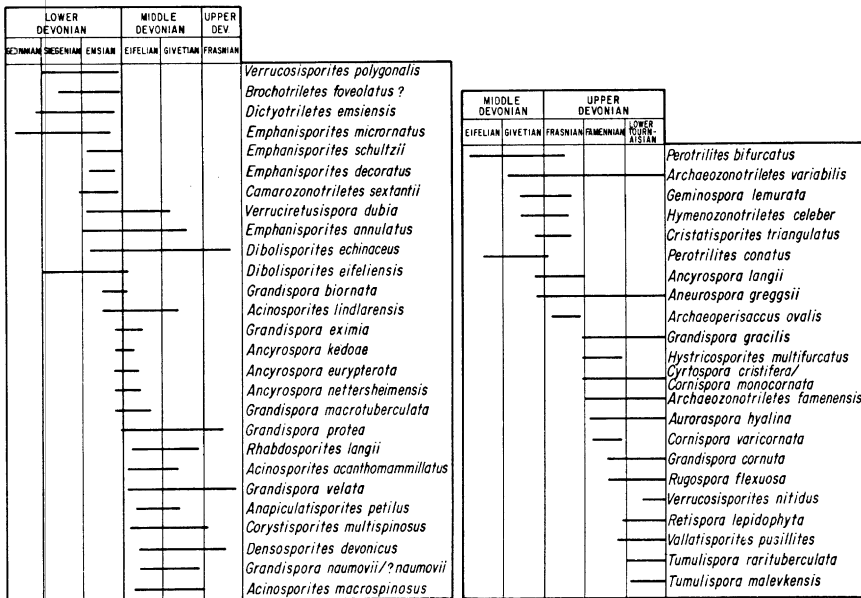 LOWER DEVONIAN
MIDDLE DEVONIAN
UPPER DEV.
GEDINNIAN SIEGENIAN EMSIAN EIFELIAN GIVETIAN FRASNIAN
Verrucosisporites polygonalis
Brochotriletes foveolatus ?
Dictyotriletes emsiensis
Emphanisporites micrornatus
Emphanisporites schultzii
Emphanisporites decoratus
Camarozonotriletes sextantii
Verruciretusispora dubia
Emphanisporites annulatus
Dibolisporites echinaceus
Dibolisporites eifeliensis
Grandispora biornata
Acinosporites lindlarensis
Grandispora eximia
Ancyrospora kedoae
Ancyrospora eurypterota
Ancyrospora nettersheimensis
Grandispora macrotuberculata
Grandispora protea
Rhabdosporites langii
Acinosporites acanthomammillatus
Grandispora velata
Anapiculatisporites petilus
Corystisporites multispinosus
Densosporites devonicus
Grandispora naumovii/?naumovii
Acinosporites macrospinosus
MIDDLE DEVONIAN
UPPER DEVONIAN
EIFELIAN GIVETIAN FRASNIAN FAMENNIAN LOWER TOURN-AISIAN
Perotrilites bifurcatus
Archaeozonotriletes variabilis
Geminospora lemurata
Hymenozonotriletes celeber
Cristatisporites triangulatus
Perotrilites conatus
Ancyrospora langii
Aneurospora greggsii
Archaeoperisaccus ovalis
Grandispora gracilis
Hystricosporites multifurcatus
Cyrtospora cristifera/
Cornispora monocornata
Archaeozonotriletes famenensis
Auroraspora hyalina
Cornispora varicornata
Grandispora cornuta
Rugospora flexuosa
Verrucosisporites nitidus
Retispora lepidophyta
Vallatisporites pusillites
Tumulispora rarituberculata
Tumulispora malevkensis